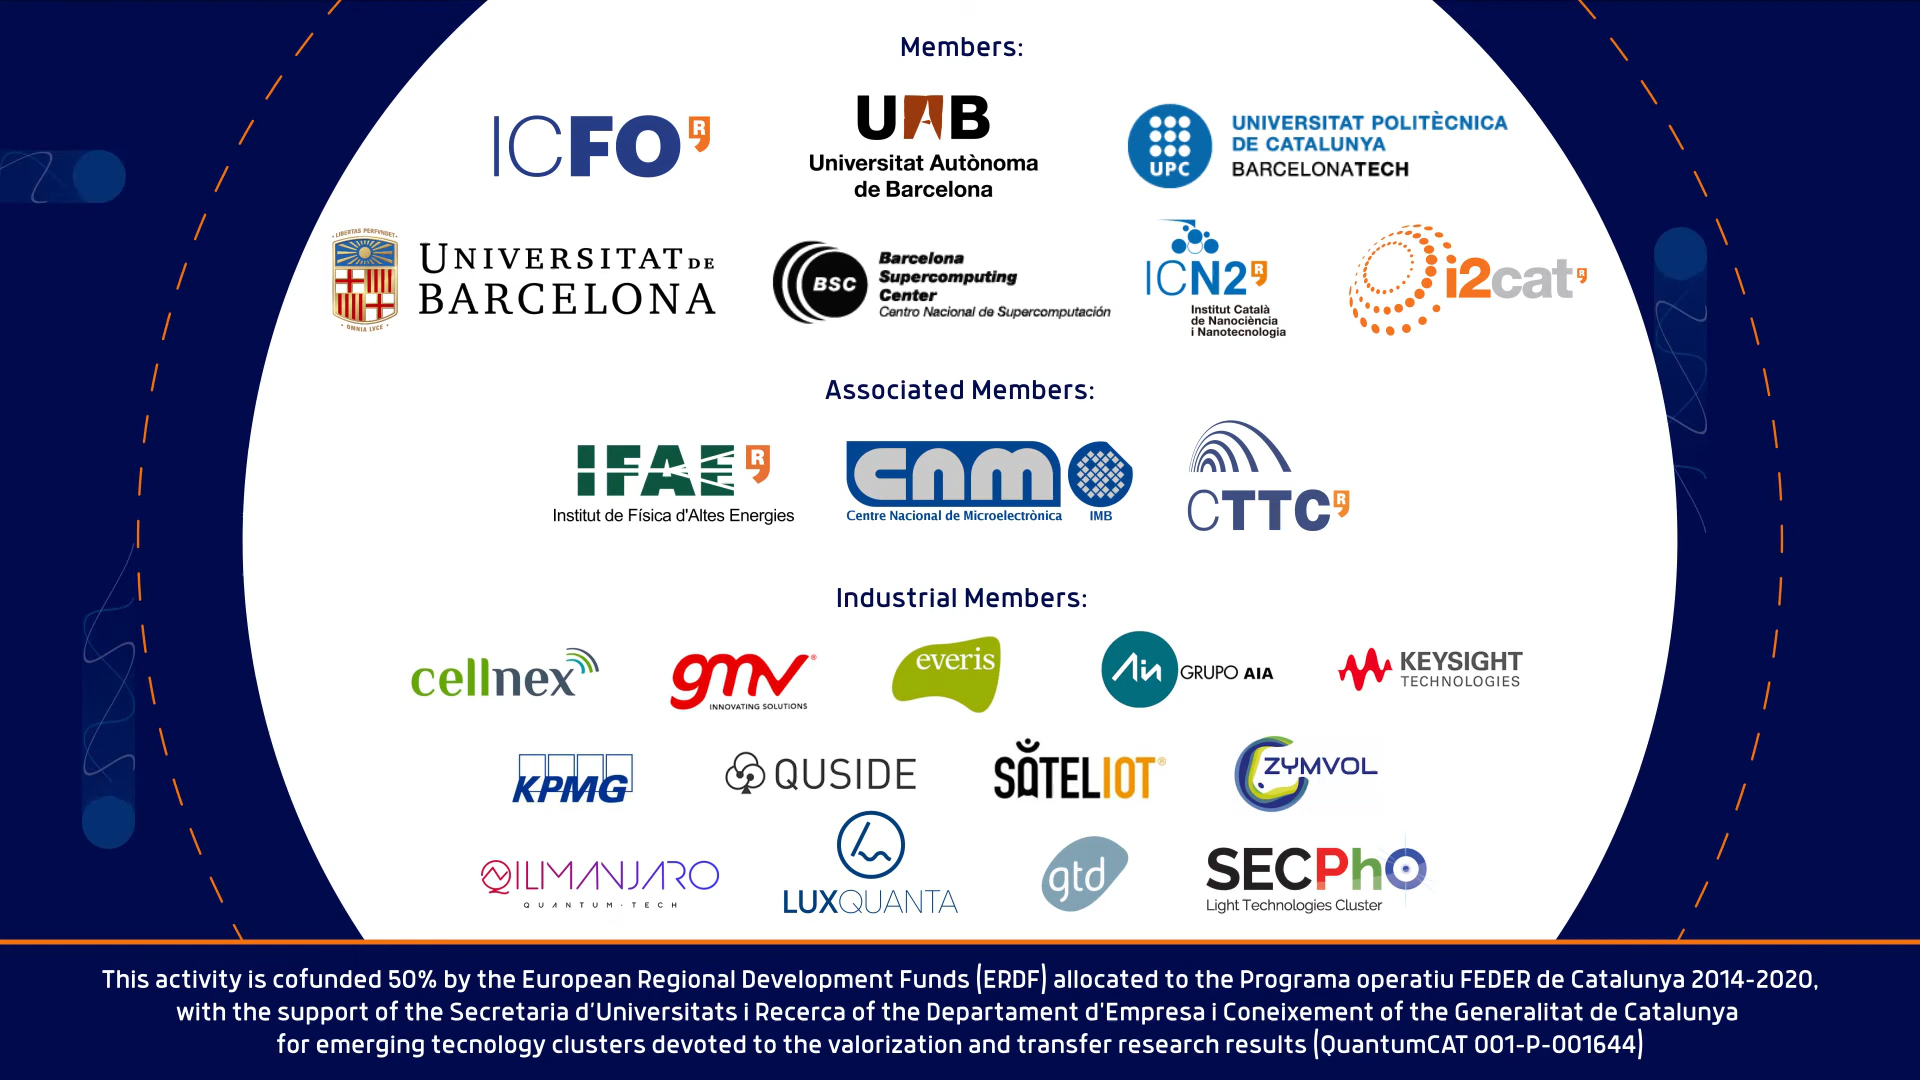 Members:
ICFO R
UAB
Universitat Autònoma
de Barcelona
UPC
UNIVERSITAT POLITÈCNICA
DE CATALUNYA
BARCELONATECH
LIBERTAS PERFVNDET
OMNIA LVCE
UNIVERSITAT DE
BARCELONA
BSC
Barcelona
Supercomputing
Center
Centro Nacional de Supercomputación
ICN2 R
Institut Català
de Nanociència
i Nanotecnologia
i2cat R
Associated Members:
IFAE R
Institut de Física d'Altes Energies
cnm
Centre Nacional de Microelectrònica
IMB
CTTC R
Industrial Members:
cellnex
gmv®
INNOVATING SOLUTIONS
everis
Ain
GRUPO AIA
KEYSIGHT
TECHNOLOGIES
KPMG
QUSIDE
SATELIOT®
ZYMVOL
QILIMANJARO
QUANTUM·TECH
LUXQUANTA
gtd
SECPhO
Light Technologies Cluster
This activity is cofunded 50% by the European Regional Development Funds (ERDF) allocated to the Programa operatiu FEDER de Catalunya 2014-2020,
with the support of the Secretaria d'Universitats i Recerca of the Departament d'Empresa i Coneixement of the Generalitat de Catalunya
for emerging tecnology clusters devoted to the valorization and transfer research results (QuantumCAT 001-P-001644)